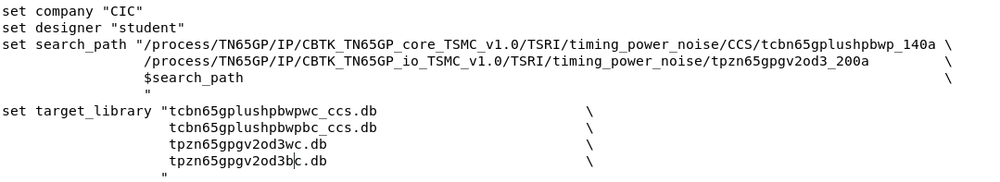 set company "CIC"
set designer "student"
set search_path "/process/TN65GP/IP/CBTK_TN65GP_core_TSMC_v1.0/TSRI/timing_power_noise/CCS/tcbn65gplushpbwp_140a \
/process/TN65GP/IP/CBTK_TN65GP_io_TSMC_v1.0/TSRI/timing_power_noise/tpzn65gpgv2od3_200a \
$search_path \
"
set target_library "tcbn65gplushpbwpwc_ccs.db \
tcbn65gplushpbwpbc_ccs.db \
tpzn65gpgv2od3wc.db \
tpzn65gpgv2od3bc.db \
"